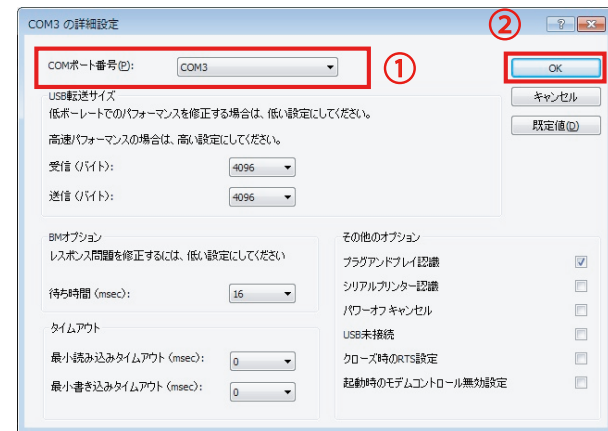 COM3 の詳細設定
②
COMポート番号(P):
COM3
①
OK
キャンセル
既定値(D)
USB転送サイズ
低ボーレートでのパフォーマンスを修正する場合は、低い設定にしてください。
高速パフォーマンスの場合は、高い設定にしてください。
受信 (バイト):
4096
送信 (バイト):
4096
BMオプション
レスポンス問題を修正するには、低い設定にしてください
待ち時間 (msec):
16
タイムアウト
最小読み込みタイムアウト (msec):
0
最小書き込みタイムアウト (msec):
0
その他のオプション
プラグアンドプレイ認識
シリアルプリンター認識
パワーオフ キャンセル
USB未接続
クローズ時のRTS設定
起動時のモデムコントロール無効設定